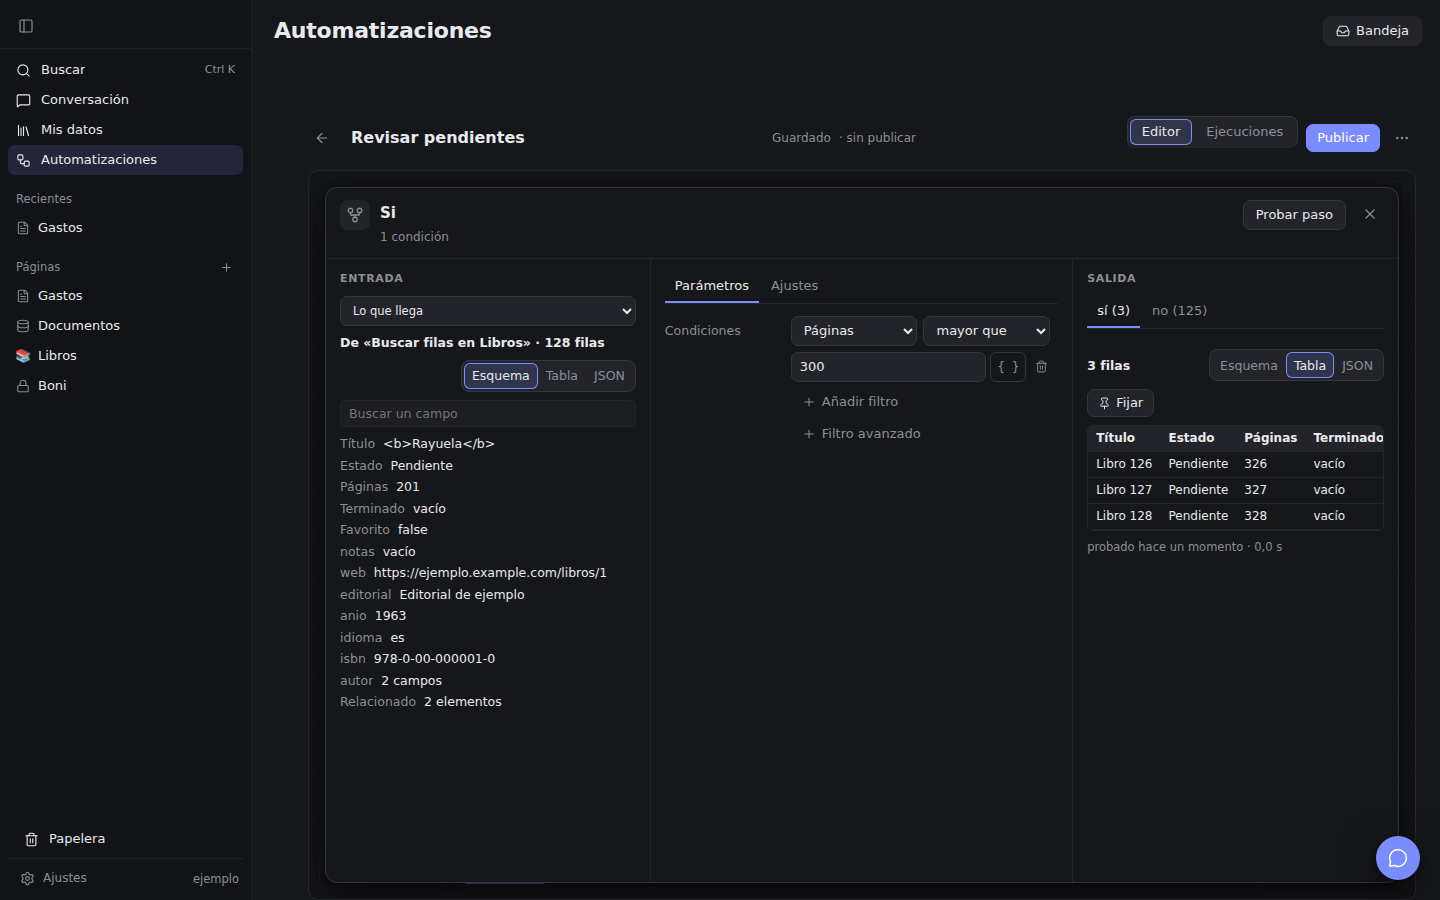 Automatizaciones
Bandeja
Buscar
Ctrl K
Conversación
Mis datos
Automatizaciones
Recientes
Gastos
Páginas
Gastos
Documentos
Libros
Boni
Papelera
Ajustes
ejemplo
Revisar pendientes
Guardado · sin publicar
Editor
Ejecuciones
Publicar
Si
1 condición
Probar paso
ENTRADA
Lo que llega
De «Buscar filas en Libros» · 128 filas
Esquema
Tabla
JSON
Buscar un campo
Título <b>Rayuela</b>
Estado Pendiente
Páginas 201
Terminado vacío
Favorito false
notas vacío
web https://ejemplo.example.com/libros/1
editorial Editorial de ejemplo
anio 1963
idioma es
isbn 978-0-00-000001-0
autor 2 campos
Relacionado 2 elementos
Parámetros
Ajustes
Condiciones
Páginas
mayor que
300
{ }
Añadir filtro
Filtro avanzado
SALIDA
sí (3)
no (125)
3 filas
Esquema
Tabla
JSON
Fijar
Título Estado Páginas Terminado
Libro 126 Pendiente 326 vacío
Libro 127 Pendiente 327 vacío
Libro 128 Pendiente 328 vacío
probado hace un momento · 0,0 s